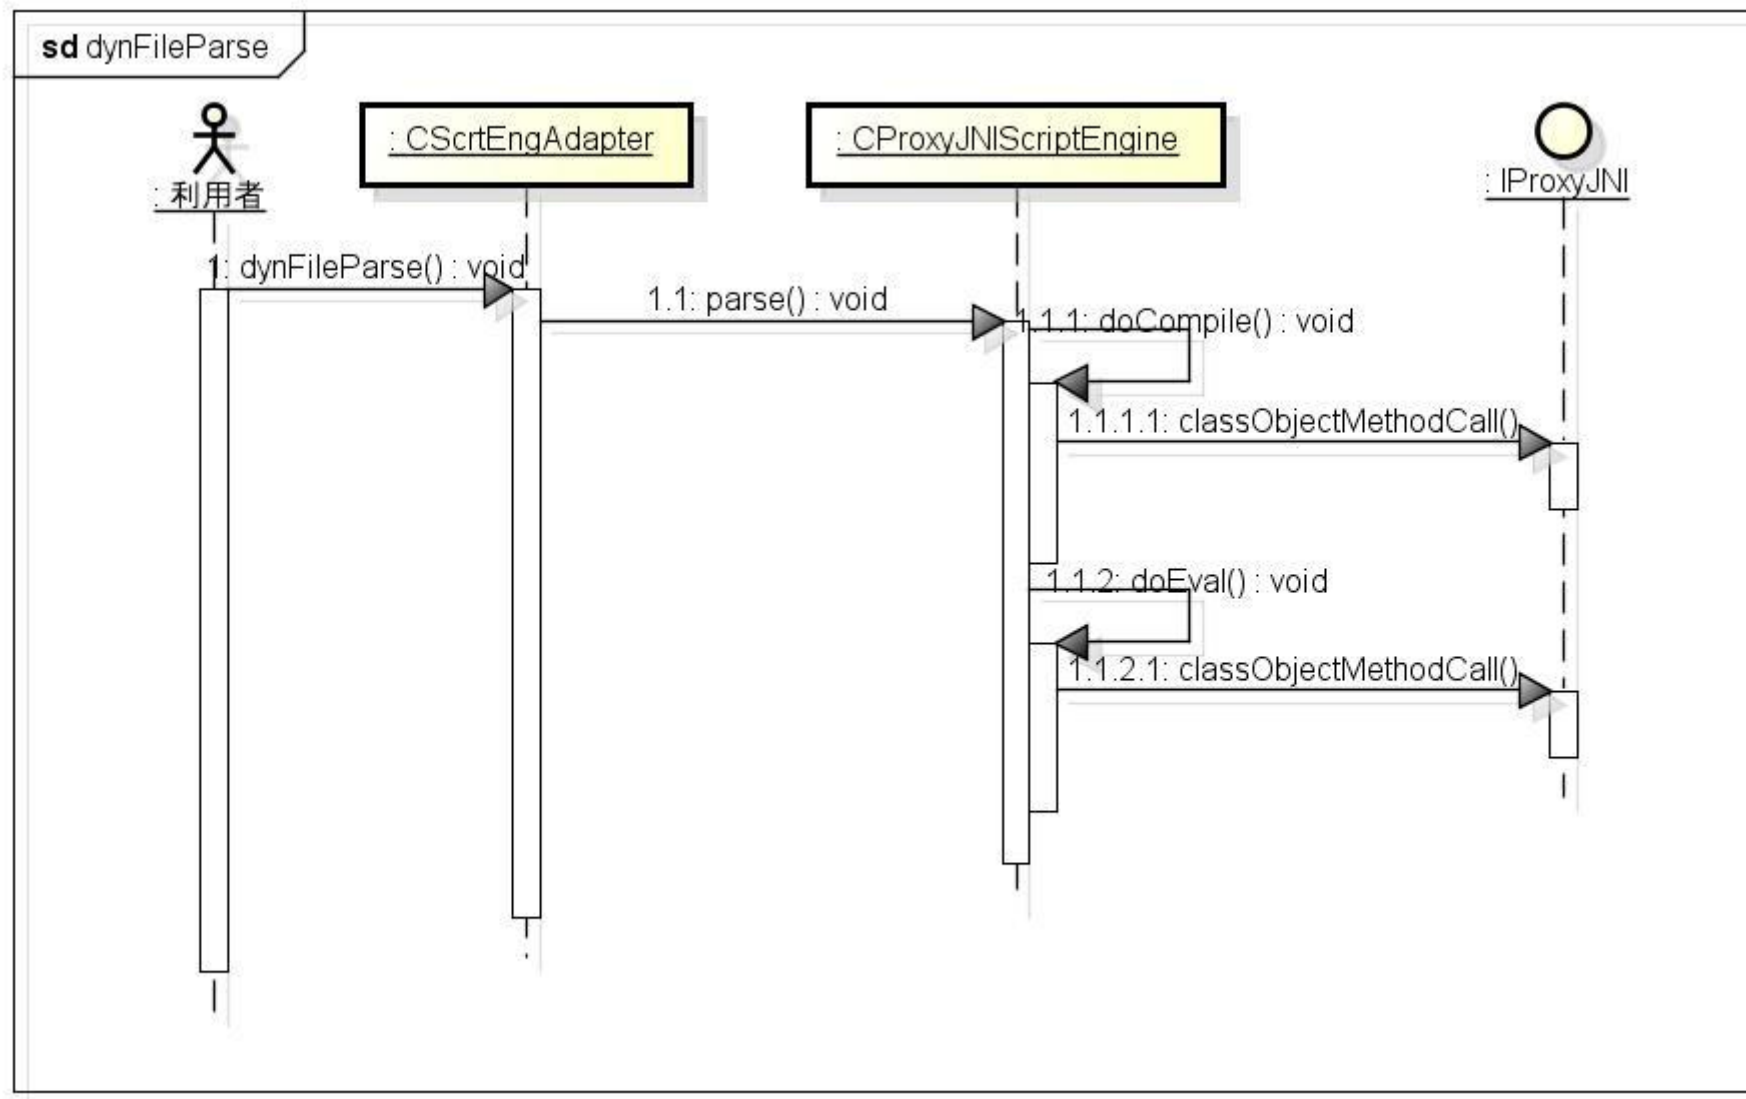 sd dynFileParse
: 利用者
: CScrtEngAdapter
: CProxyJNIScriptEngine
: IProxyJNI
1: dynFileParse() : void
1.1: parse() : void
1.1.1: doCompile() : void
1.1.1.1: classObjectMethodCall()
1.1.2: doEval() : void
1.1.2.1: classObjectMethodCall()